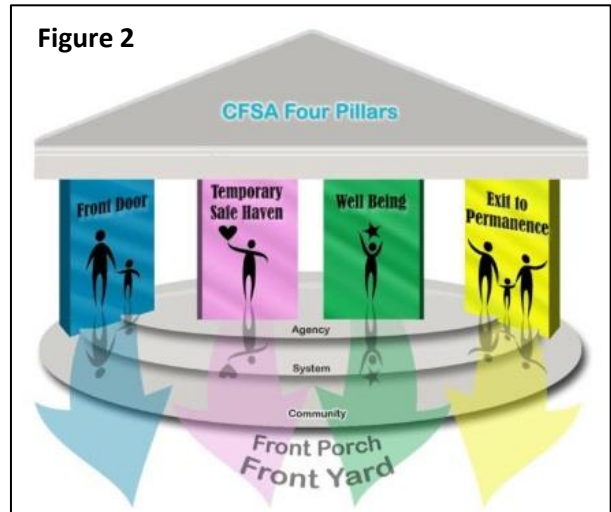 Figure 2
CFSA Four Pillars
Front Door
Temporary
Safe Haven
Well Being
Exit to
Permanence
Agency
System
Community
Front Porch
Front Yard